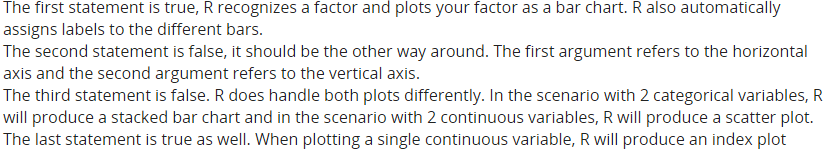 The first statement is true, R recognizes a factor and plots your factor as a bar chart. R also automatically
assigns labels to the different bars.
The second statement is false, it should be the other way around. The first argument refers to the horizontal
axis and the second argument refers to the vertical axis.
The third statement is false. R does handle both plots differently. In the scenario with 2 categorical variables, R
will produce a stacked bar chart and in the scenario with 2 continuous variables, R will produce a scatter plot.
The last statement is true as well. When plotting a single continuous variable, R will produce an index plot